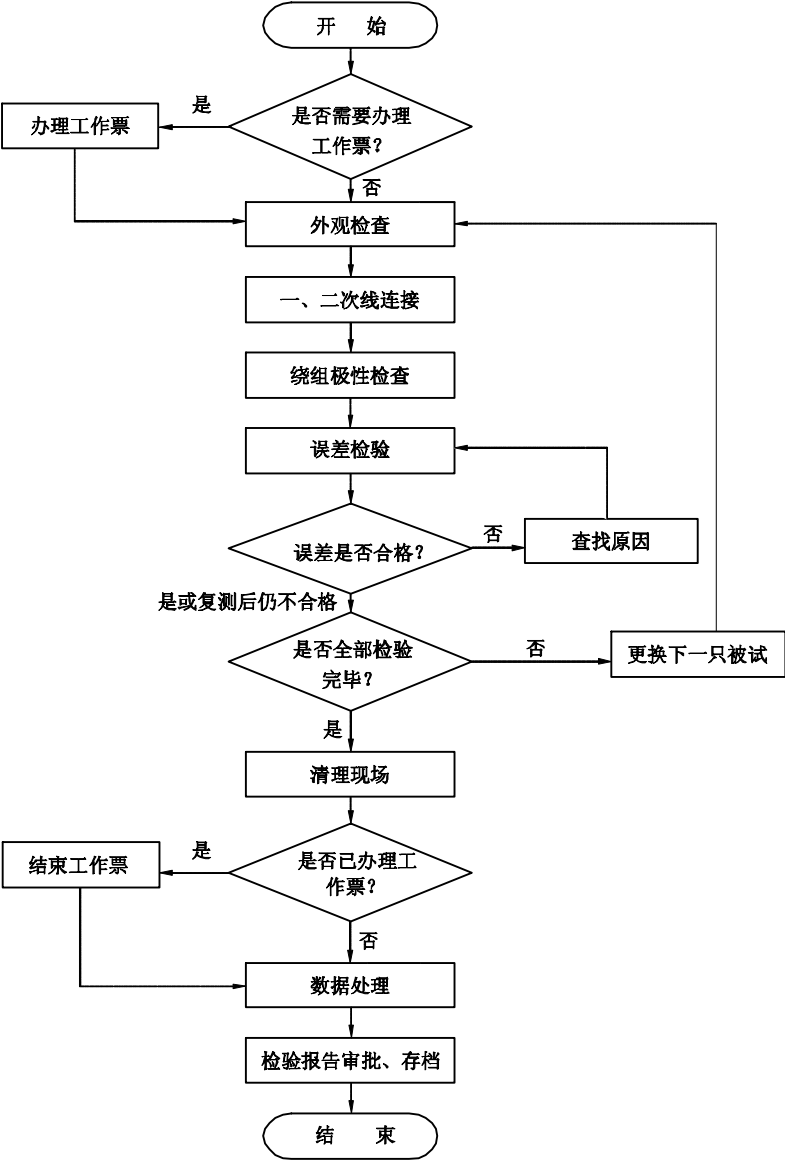 开 始
是
是否需要办理
工作票？
办理工作票
否
外观检查
一、二次线连接
绕组极性检查
误差检验
误差是否合格？
否
查找原因
是或复测后仍不合格
是否全部检验
完毕？
否
更换下一只被试
是
清理现场
是
是否已办理工
作票？
结束工作票
否
数据处理
检验报告审批、存档
结 束